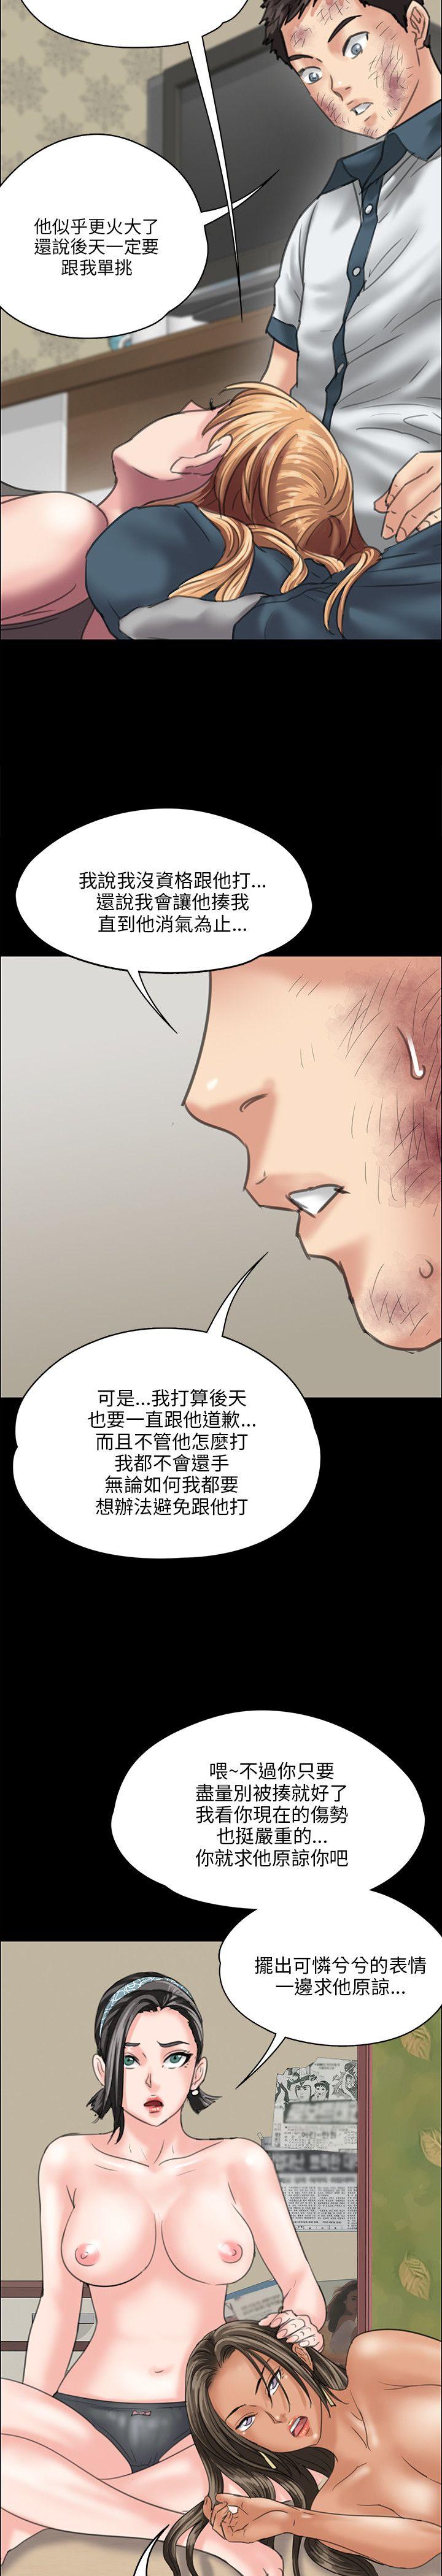 他似乎更火大了
還說後天一定要
跟我單挑
我說我沒資格跟他打...
還說我會讓他揍我
直到他消氣為止...
可是...我打算後天
也要一直跟他道歉...
而且不管他怎麼打
我都不會還手
無論如何我都要
想辦法避免跟他打
喂~不過你只要
盡量別被揍就好了
我看你現在的傷勢
也挺嚴重的...
你就求他原諒你吧
擺出可憐兮兮的表情
一邊求他原諒...